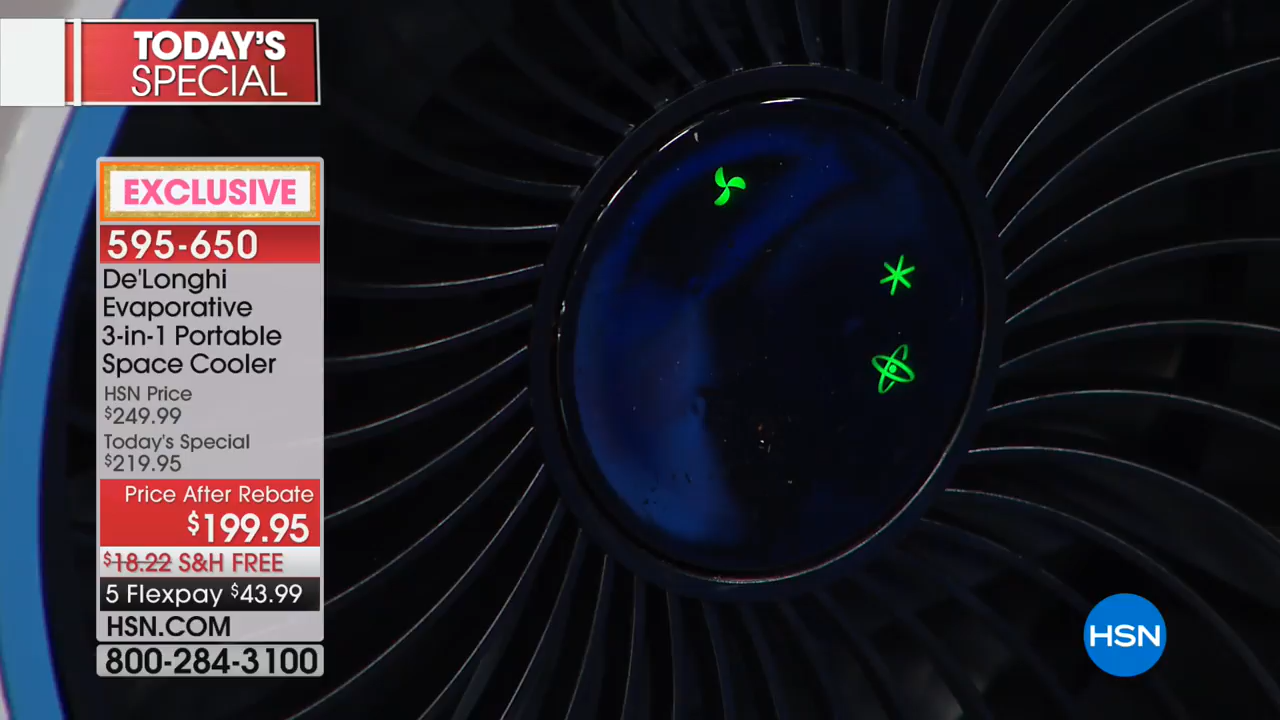 TODAY'S
SPECIAL
EXCLUSIVE
595-650
De'Longhi
Evaporative
3-in-1 Portable
Space Cooler
HSN Price
$249.99
Today's Special
$219.95
Price After Rebate
$199.95
$18.22 S&H FREE
5 Flexpay $43.99
HSN.COM
800-284-3100
HSN